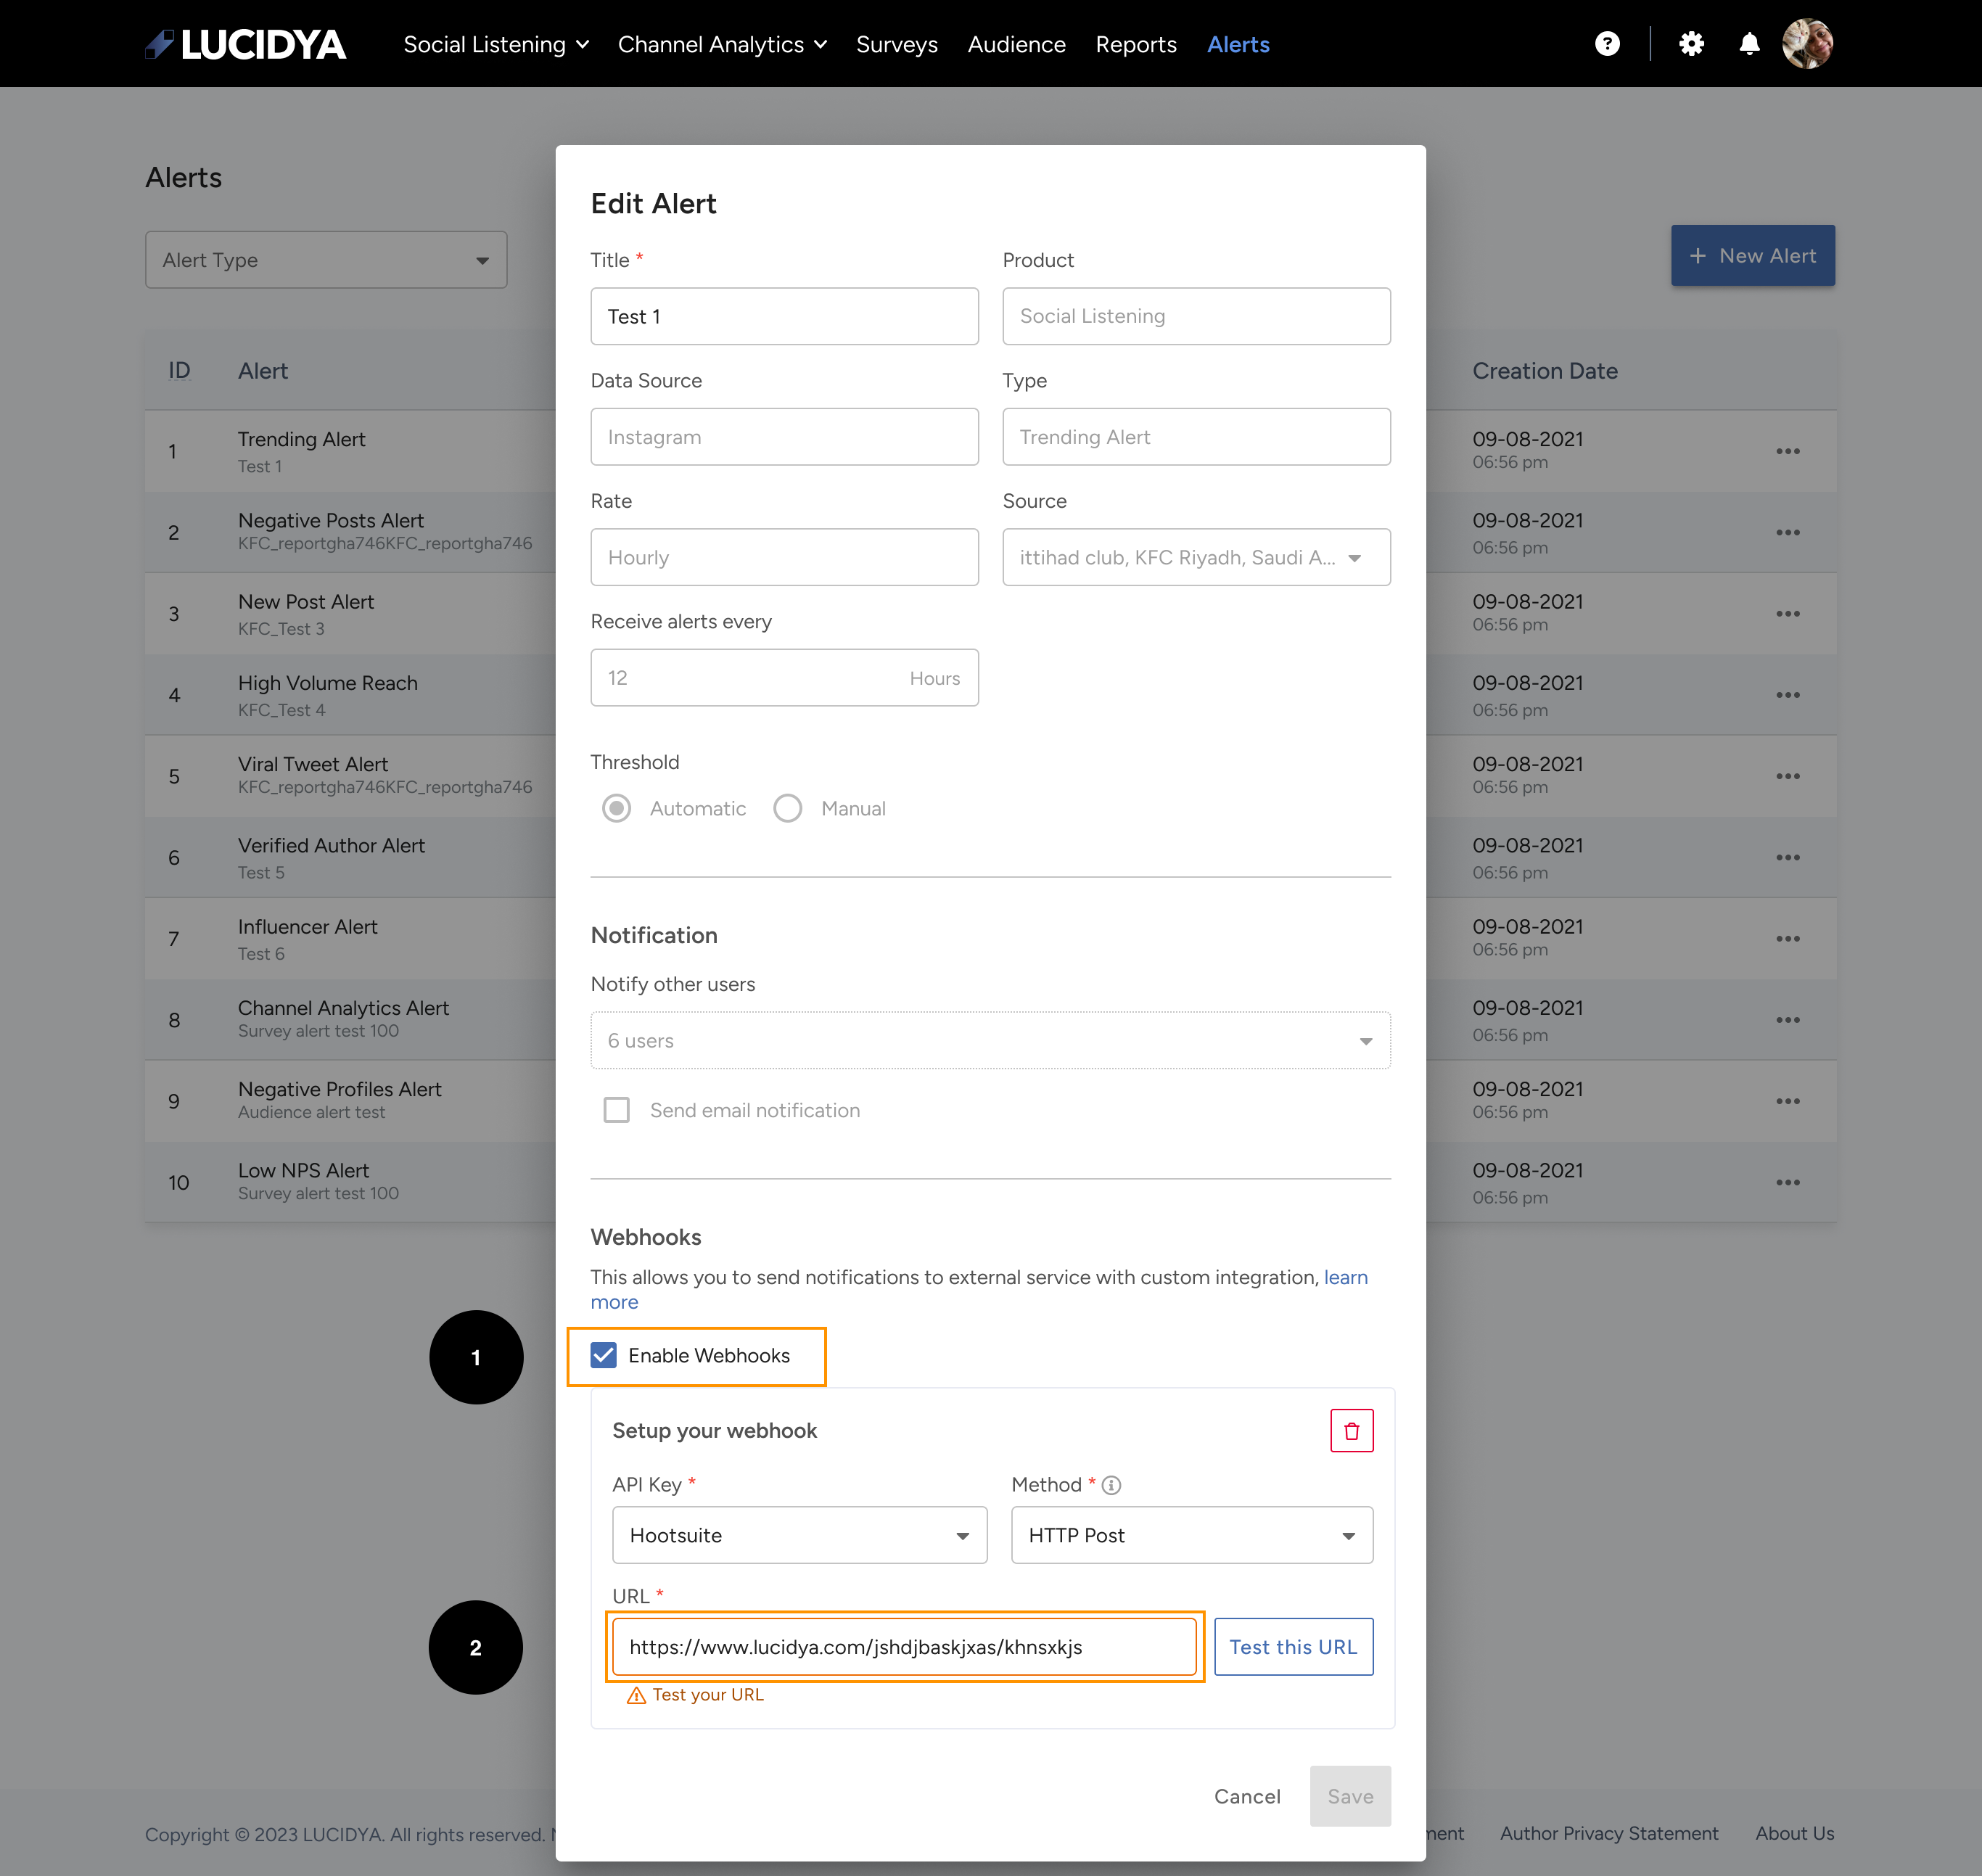 LUCIDYA
Social Listening
Channel Analytics
Surveys
Audience
Reports
Alerts
?
Alerts
Alert Type
+ New Alert
ID
Alert
Creation Date
1
Trending Alert
Test 1
09-08-2021
06:56 pm
2
Negative Posts Alert
KFC_reportgha746KFC_reportgha746
09-08-2021
06:56 pm
3
New Post Alert
KFC_Test 3
09-08-2021
06:56 pm
4
High Volume Reach
KFC_Test 4
09-08-2021
06:56 pm
5
Viral Tweet Alert
KFC_reportgha746KFC_reportgha746
09-08-2021
06:56 pm
6
Verified Author Alert
Test 5
09-08-2021
06:56 pm
7
Influencer Alert
Test 6
09-08-2021
06:56 pm
8
Channel Analytics Alert
Survey alert test 100
09-08-2021
06:56 pm
9
Negative Profiles Alert
Audience alert test
09-08-2021
06:56 pm
10
Low NPS Alert
Survey alert test 100
09-08-2021
06:56 pm
Edit Alert
Title *
Test 1
Product
Social Listening
Data Source
Instagram
Type
Trending Alert
Rate
Hourly
Source
ittihad club, KFC Riyadh, Saudi A...
Receive alerts every
12
Hours
Threshold
Automatic
Manual
Notification
Notify other users
6 users
Send email notification
Webhooks
This allows you to send notifications to external service with custom integration, learn
more
1
Enable Webhooks
Setup your webhook
API Key *
Hootsuite
Method *
HTTP Post
URL *
2
https://www.lucidya.com/jshdjbaskjxas/khnsxkjs
Test this URL
Test your URL
Cancel
Save
Copyright © 2023 LUCIDYA. All rights reserved.
Author Privacy Statement
About Us